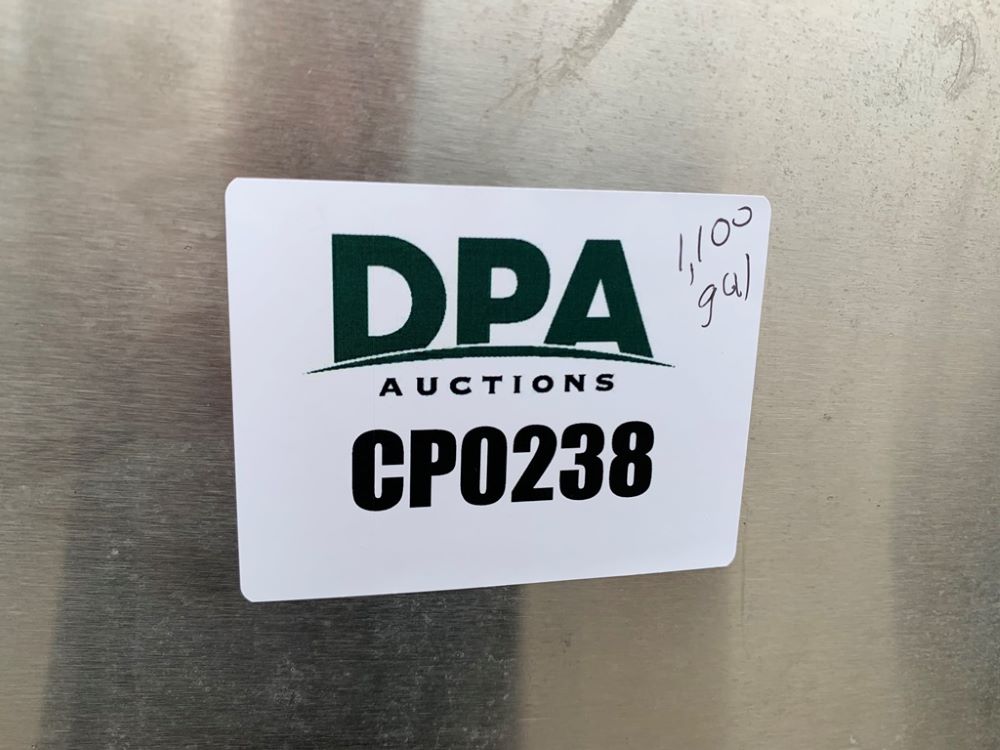 DPA
AUCTIONS
CP0238
1,100
gal